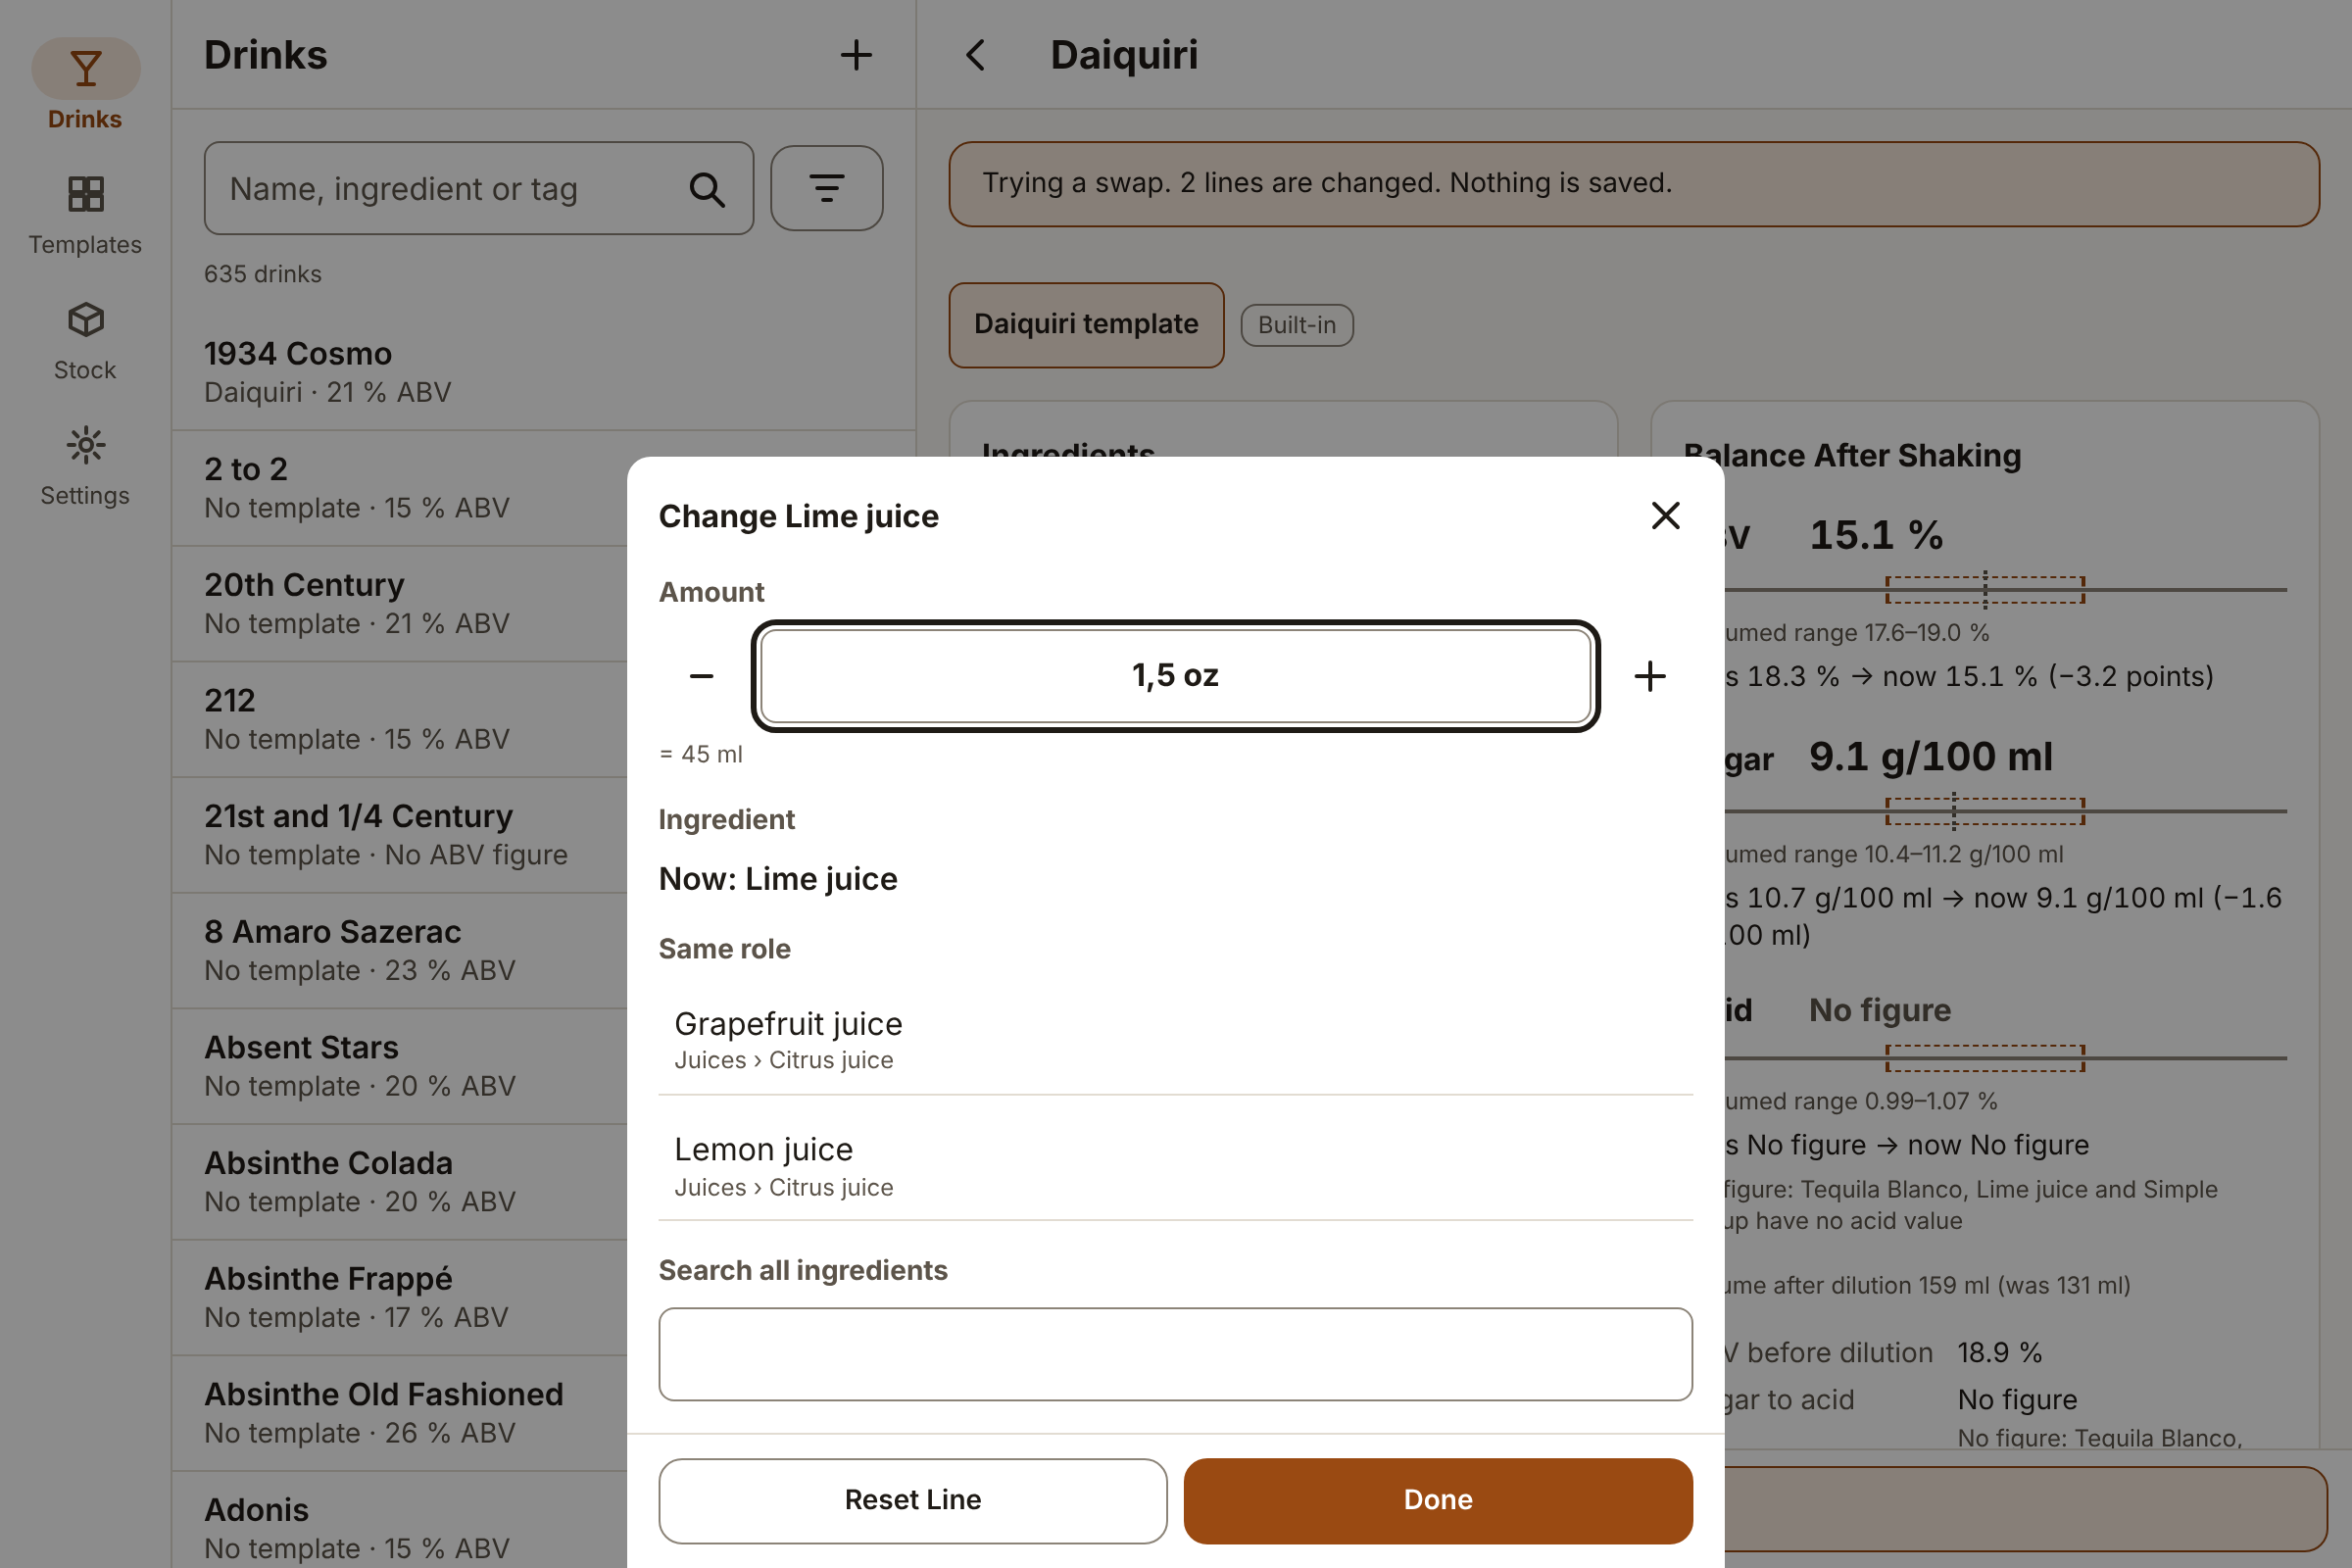 Drinks
Templates
Stock
Settings
Drinks
Name, ingredient or tag
635 drinks
1934 Cosmo
Daiquiri · 21 % ABV
2 to 2
No template · 15 % ABV
20th Century
No template · 21 % ABV
212
No template · 15 % ABV
21st and 1/4 Century
No template · No ABV figure
8 Amaro Sazerac
No template · 23 % ABV
Absent Stars
No template · 20 % ABV
Absinthe Colada
No template · 20 % ABV
Absinthe Frappé
No template · 17 % ABV
Absinthe Old Fashioned
No template · 26 % ABV
Adonis
No template · 15 % ABV
Daiquiri
Trying a swap. 2 lines are changed. Nothing is saved.
Daiquiri template
Built-in
Ingredients
Balance After Shaking
15.1 %
range 17.6–19.0 %
18.3 % → now 15.1 % (−3.2 points)
9.1 g/100 ml
range 10.4–11.2 g/100 ml
10.7 g/100 ml → now 9.1 g/100 ml (−1.6
ml)
No figure
range 0.99–1.07 %
No figure → now No figure
figure: Tequila Blanco, Lime juice and Simple
have no acid value
after dilution 159 ml (was 131 ml)
before dilution 18.9 %
to acid No figure
No figure: Tequila Blanco,
Change Lime juice
Amount
− 1,5 oz +
= 45 ml
Ingredient
Now: Lime juice
Same role
Grapefruit juice
Juices › Citrus juice
Lemon juice
Juices › Citrus juice
Search all ingredients
Reset Line
Done